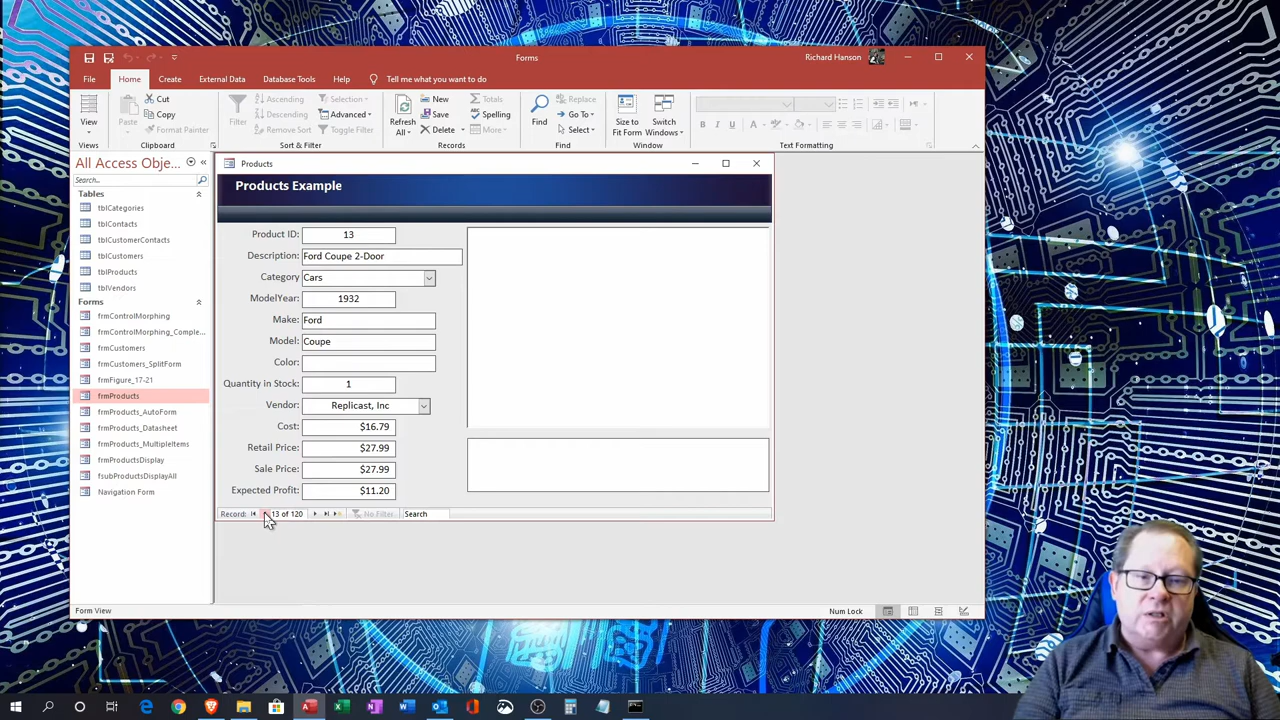 Forms
Richard Hanson
File Home Create External Data Database Tools Help Tell me what you want to do
View
Views
Paste
Cut
Copy
Format Painter
Clipboard
Filter
Ascending
Descending
Remove Sort
Selection
Advanced
Toggle Filter
Sort & Filter
Refresh
All
New
Save
Delete
Totals
Spelling
More
Records
Find
Replace
Go To
Select
Find
Size to
Fit Form
Switch
Windows
Window
B I U A
Text Formatting
All Access Obje...
Search...
Tables
tblCategories
tblContacts
tblCustomerContacts
tblCustomers
tblProducts
tblVendors
Forms
frmControlMorphing
frmControlMorphing_Comple...
frmCustomers
frmCustomers_SplitForm
frmFigure_17-21
frmProducts
frmProducts_AutoForm
frmProducts_Datasheet
frmProducts_MultipleItems
frmProductsDisplay
fsubProductsDisplayAll
Navigation Form
Products
Products Example
Product ID: 13
Description: Ford Coupe 2-Door
Category Cars
ModelYear: 1932
Make: Ford
Model: Coupe
Color:
Quantity in Stock: 1
Vendor: Replicast, Inc
Cost: $16.79
Retail Price: $27.99
Sale Price: $27.99
Expected Profit: $11.20
Record: 13 of 120 No Filter Search
Form View
Num Lock